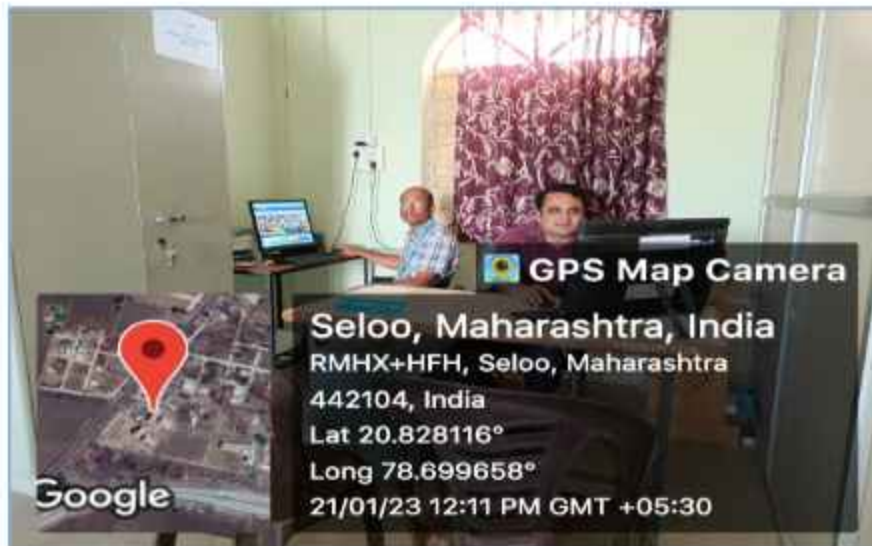 GPS Map Camera
Seloo, Maharashtra, India
RMHX+HFH, Seloo, Maharashtra
442104, India
Lat 20.828116°
Long 78.699658°
21/01/23 12:11 PM GMT +05:30
Google